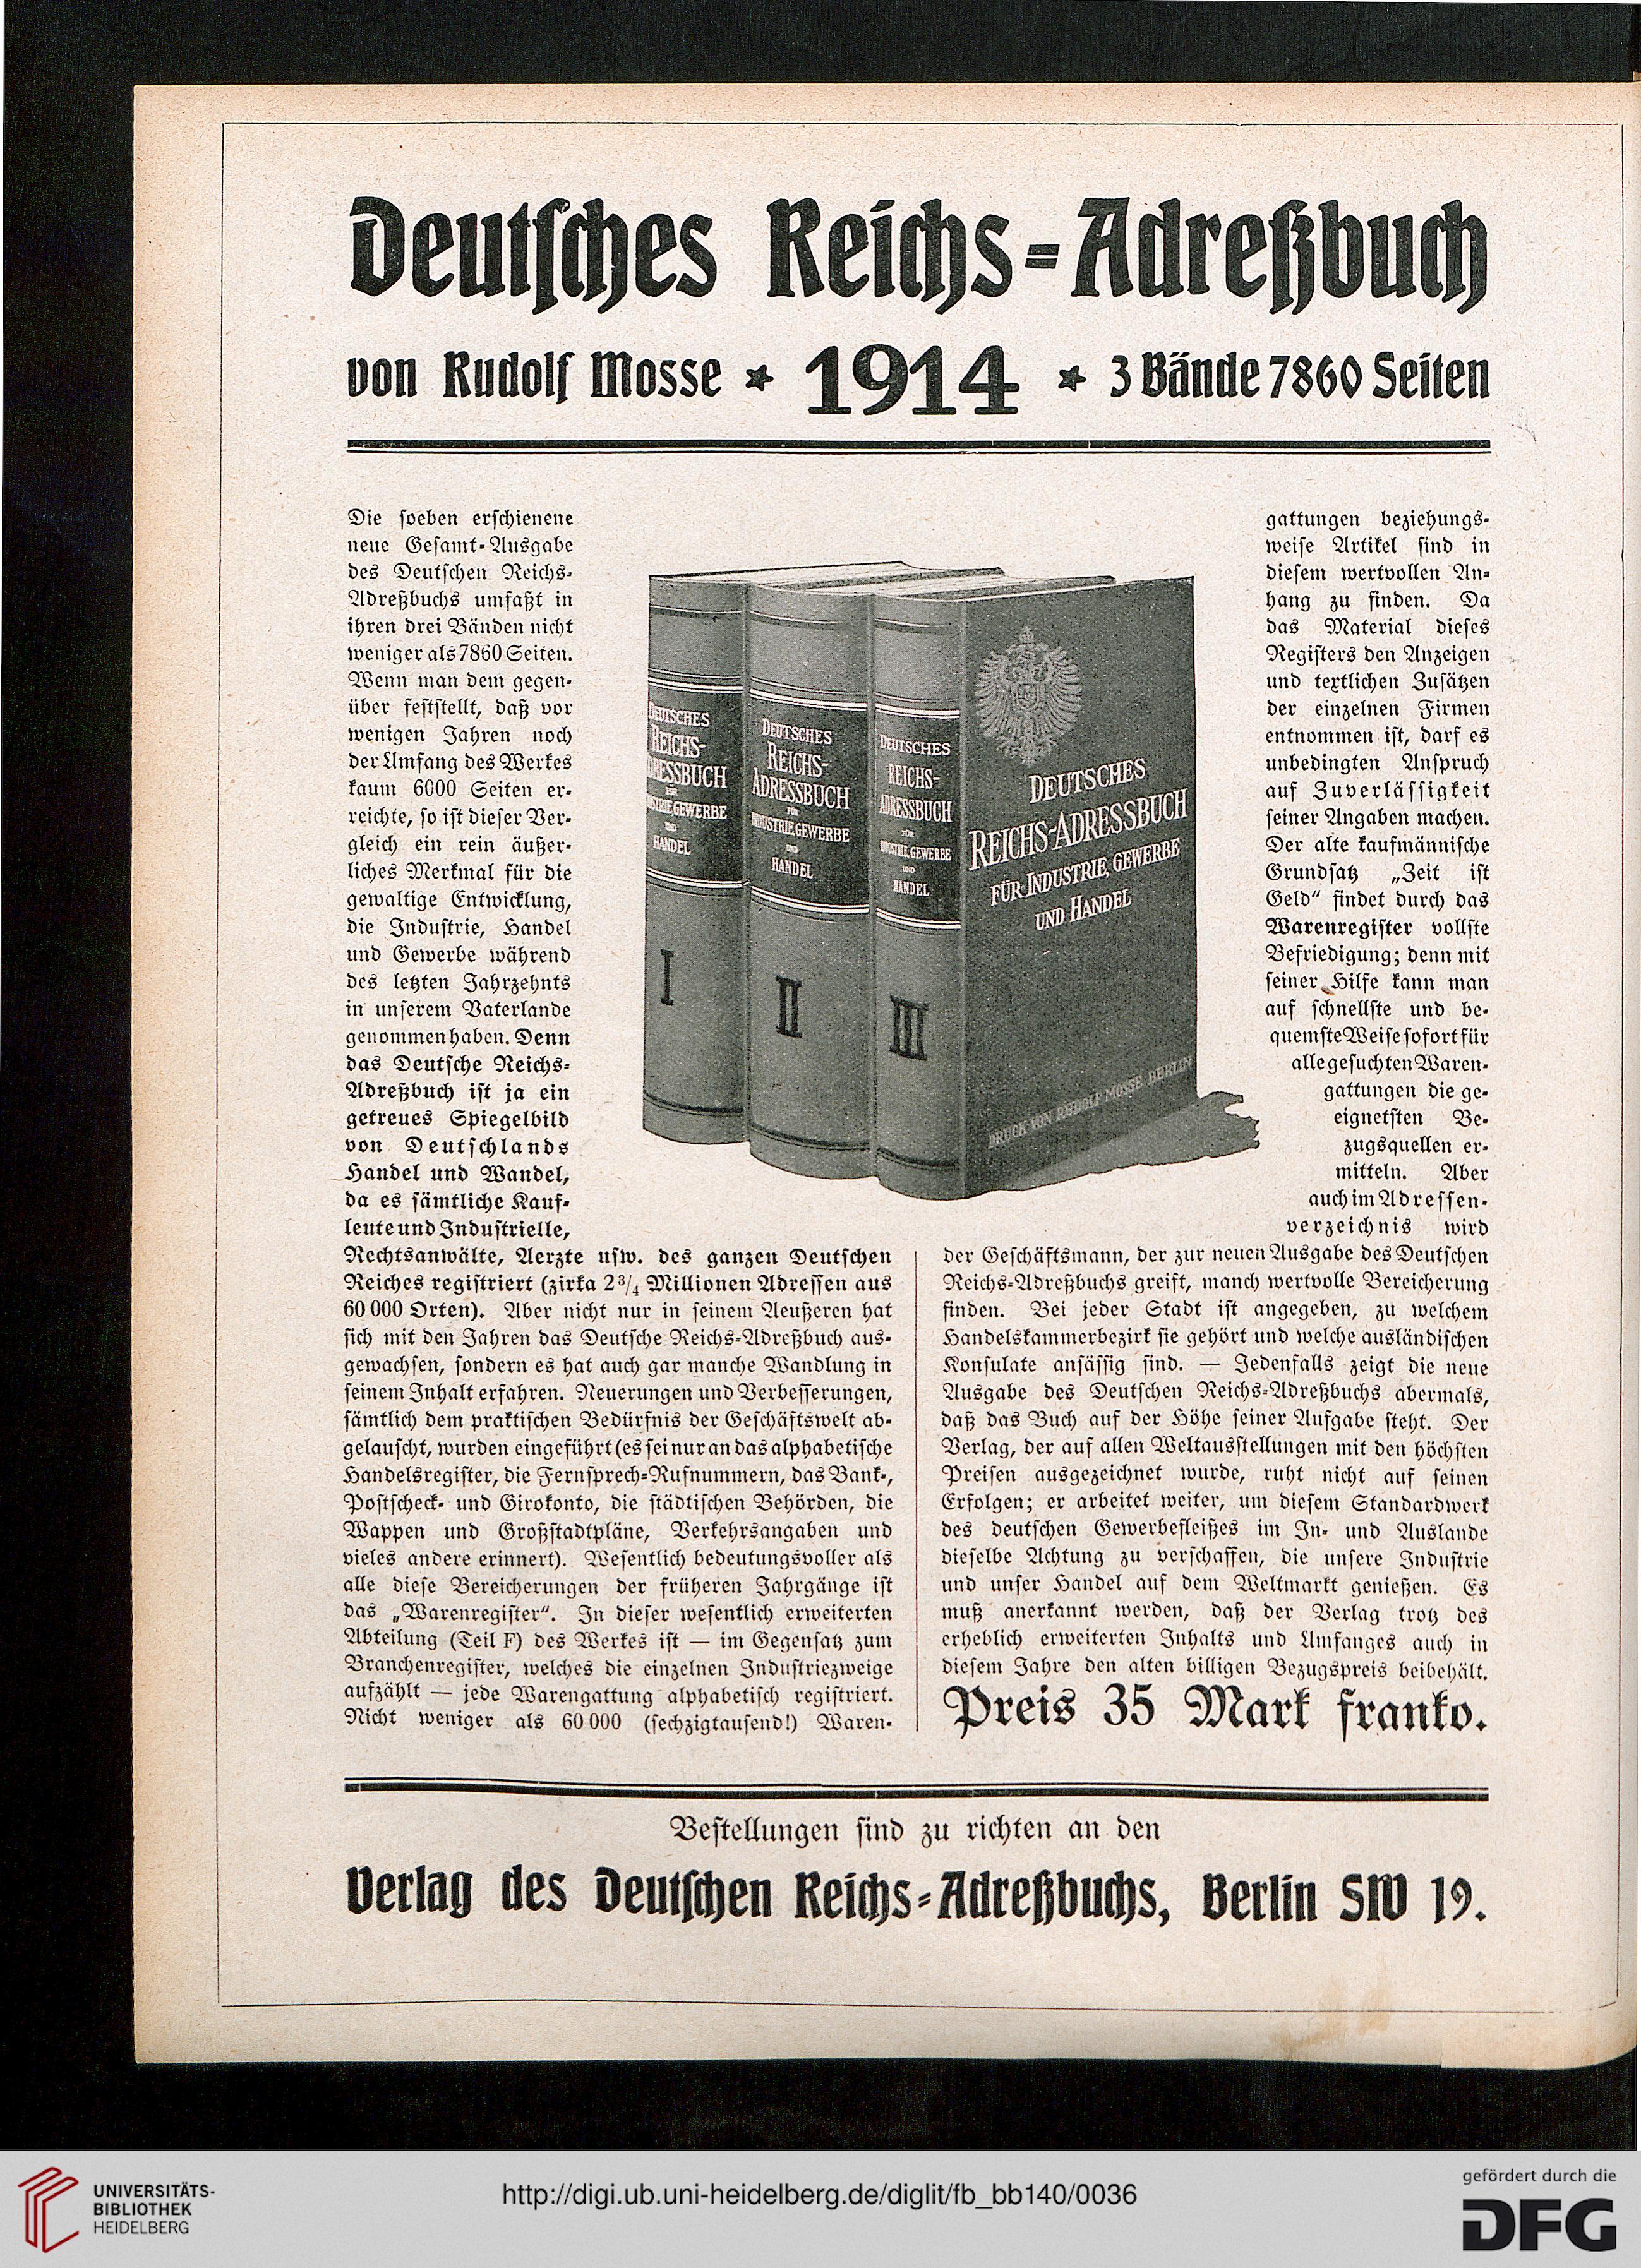 Deutsches Reichs-Adreßbuch
von Rudolf Mosse * 1914 * 3 Bände 7860 Seiten
Die soeben erschienene
neue Gesamt-Ausgabe
des Deutschen Reichs-
Adreßbuchs umfaßt in
ihren drei Bänden nicht
weniger als 7860 Seiten.
Wenn man dem gegen-
über feststellt, daß vor
wenigen Jahren noch
der Umfang des Werkes
kaum 6000 Seiten er-
reichte, so ist dieser Ver-
gleich ein rein äußer-
liches Merkmal für die
gewaltige Entwicklung,
die Industrie, Handel
und Gewerbe während
des letzten Jahrzehnts
in unserem Vaterlande
genommen haben. Denn
das Deutsche Reichs-
Adreßbuch ist ja ein
getreues Spiegelbild
von Deutschlands
Handel und Wandel,
da es sämtliche Kauf-
leute und Industrielle,
Rechtsanwälte, Aerzte usw. des ganzen Deutschen
Reiches registriert (zirka 2 3/4 Millionen Adressen aus
60 000 Orten). Aber nicht nur in seinem Aeußeren hat
sich mit den Jahren das Deutsche Reichs-Adreßbuch aus-
gewachsen, sondern es hat auch gar manche Wandlung in
seinem Inhalt erfahren. Neuerungen und Verbesserungen,
sämtlich dem praktischen Bedürfnis der Geschäftswelt ab-
gelauscht, wurden eingeführt (es sei nur an das alphabetische
Handelsregister, die Fernsprech-Rufnummern, das Bank-,
Postscheck- und Girokonto, die städtischen Behörden, die
Wappen und Großstadtpläne, Verkehrsangaben und
vieles andere erinnert). Wesentlich bedeutungsvoller als
alle diese Bereicherungen der früheren Jahrgänge ist
das „Warenregister“. In dieser wesentlich erweiterten
Abteilung (Teil F) des Werkes ist — im Gegensatz zum
Branchenregister, welches die einzelnen Industriezweige
aufzählt — jede Warengattung alphabetisch registriert.
Nicht weniger als 60 000 (sechzigtausend!) Waren-
DEUTSCHES
REICHS-
ADRESSBUCH
FÜR
INDUSTRIE, GEWERBE
UND
HANDEL
I
DEUTSCHES
REICHS-
ADRESSBUCH
FÜR
INDUSTRIE, GEWERBE
UND
HANDEL
II
DEUTSCHES
REICHS-
ADRESSBUCH
FÜR
INDUSTRIE, GEWERBE
UND
HANDEL
III
DEUTSCHES
REICHS-ADRESSBUCH
FÜR INDUSTRIE, GEWERBE
UND HANDEL
DRUCK VON RUDOLF MOSSE BERLIN
gattungen beziehungs-
weise Artikel sind in
diesem wertvollen An-
hang zu finden. Da
das Material dieses
Registers den Anzeigen
und textlichen Zusätzen
der einzelnen Firmen
entnommen ist, darf es
unbedingten Anspruch
auf Zuverlässigkeit
seiner Angaben machen.
Der alte kaufmännische
Grundsatz „Zeit ist
Geld“ findet durch das
Warenregister vollste
Befriedigung; denn mit
seiner Hilfe kann man
auf schnellste und be-
quemste Weise sofort für
alle gesuchten Waren-
gattungen die ge-
eignetsten Be-
zugsquellen er-
mitteln. Aber
auch im Adressen-
verzeichnis wird
der Geschäftsmann, der zur neuen Ausgabe des Deutschen
Reichs-Adreßbuchs greift, manch wertvolle Bereicherung
finden. Bei jeder Stadt ist angegeben, zu welchem
Handelskammerbezirk sie gehört und welche ausländischen
Konsulate ansässig sind. — Jedenfalls zeigt die neue
Ausgabe des Deutschen Reichs-Adreßbuchs abermals,
daß das Buch auf der Höhe seiner Aufgabe steht. Der
Verlag, der auf allen Weltausstellungen mit den höchsten
Preisen ausgezeichnet wurde, ruht nicht auf seinen
Erfolgen; er arbeitet weiter, um diesem Standardwerk
des deutschen Gewerbefleißes im In- und Auslande
dieselbe Achtung zu verschaffen, die unsere Industrie
und unser Handel auf dem Weltmarkt genießen. Es
muß anerkannt werden, daß der Verlag trotz des
erheblich erweiterten Inhalts und Umfanges auch in
diesem Jahre den alten billigen Bezugspreis beibehält.
Preis 35 Mark franko.
Bestellungen sind zu richten an den
Verlag des Deutschen Reichs-Adreßbuchs, Berlin SW 19.
UNIVERSITÄTS-
BIBLIOTHEK
HEIDELBERG
http://digi.ub.uni-heidelberg.de/diglit/fb_bb140/0036
gefördert durch die
DFG